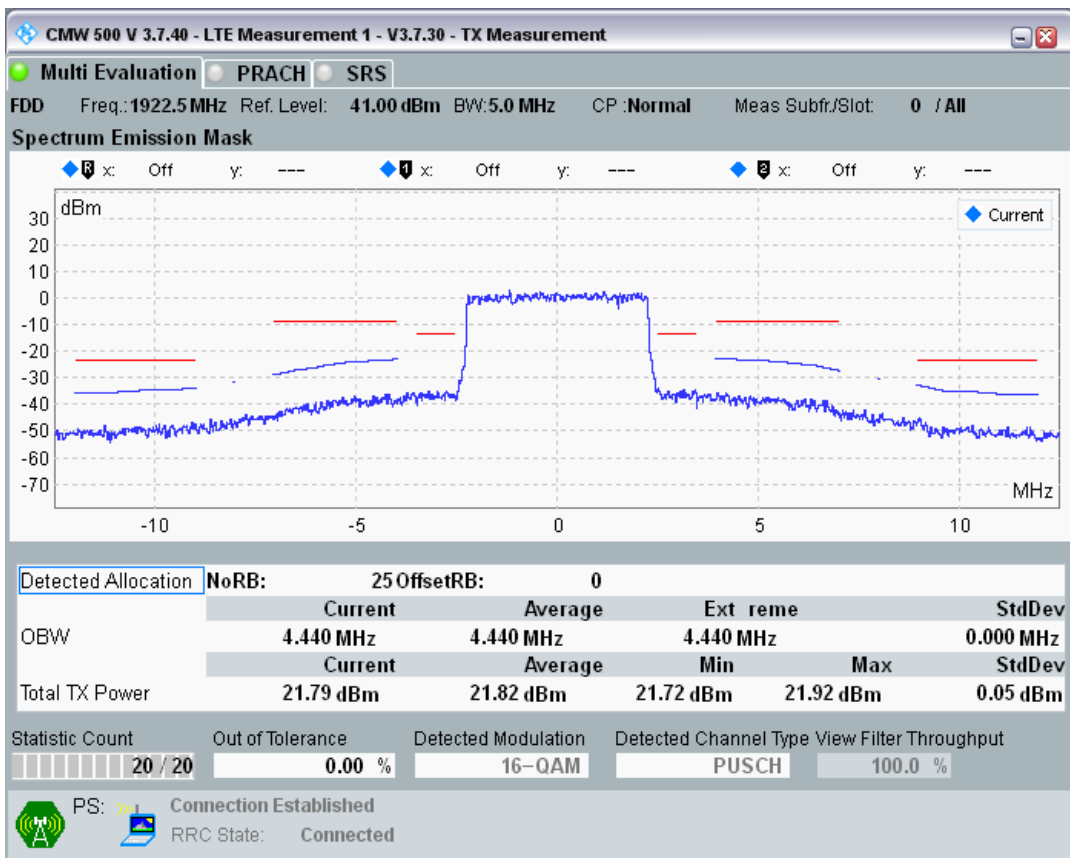 CMW 500 V 3.7.40 - LTE Measurement 1 - V3.7.30 - TX Measurement
Multi Evaluation PRACH SRS
FDD Freq.: 1922.5 MHz Ref. Level: 41.00 dBm BW: 5.0 MHz CP : Normal Meas Subfr./Slot: 0 / All
Spectrum Emission Mask
R x: Off y: --- 1 x: Off y: --- 2 x: Off y: ---
dBm
Current
30
20
10
0
-10
-20
-30
-40
-50
-60
-70
MHz
-10 -5 0 5 10
Detected Allocation NoRB: 25 OffsetRB: 0
Current Average Ext reme StdDev
OBW 4.440 MHz 4.440 MHz 4.440 MHz 0.000 MHz
Current Average Min Max StdDev
Total TX Power 21.79 dBm 21.82 dBm 21.72 dBm 21.92 dBm 0.05 dBm
Statistic Count Out of Tolerance Detected Modulation Detected Channel Type View Filter Throughput
20 / 20 0.00 % 16-QAM PUSCH 100.0 %
PS: Connection Established
RRC State: Connected